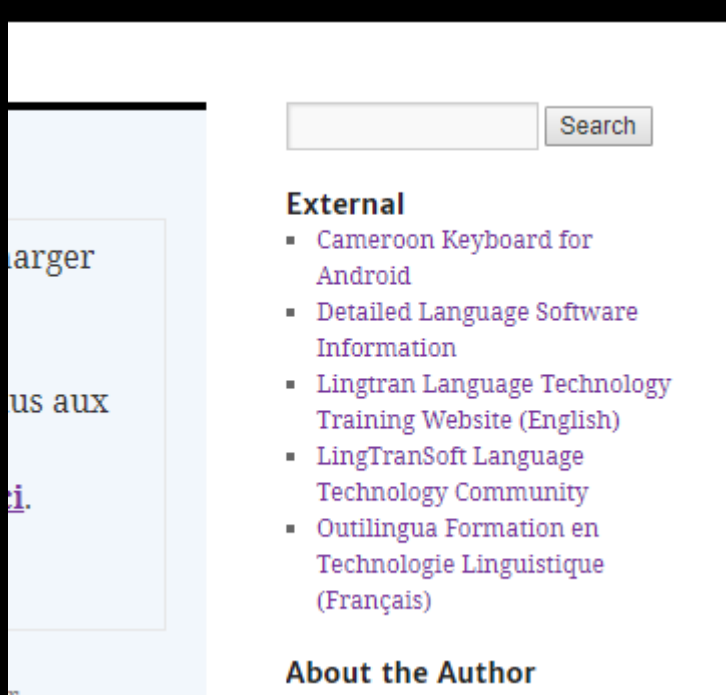 Search
External
Cameroon Keyboard for
Android
Detailed Language Software
Information
Lingtran Language Technology
Training Website (English)
LingTranSoft Language
Technology Community
Outilingua Formation en
Technologie Linguistique
(Français)
About the Author
arger
us aux
ci.